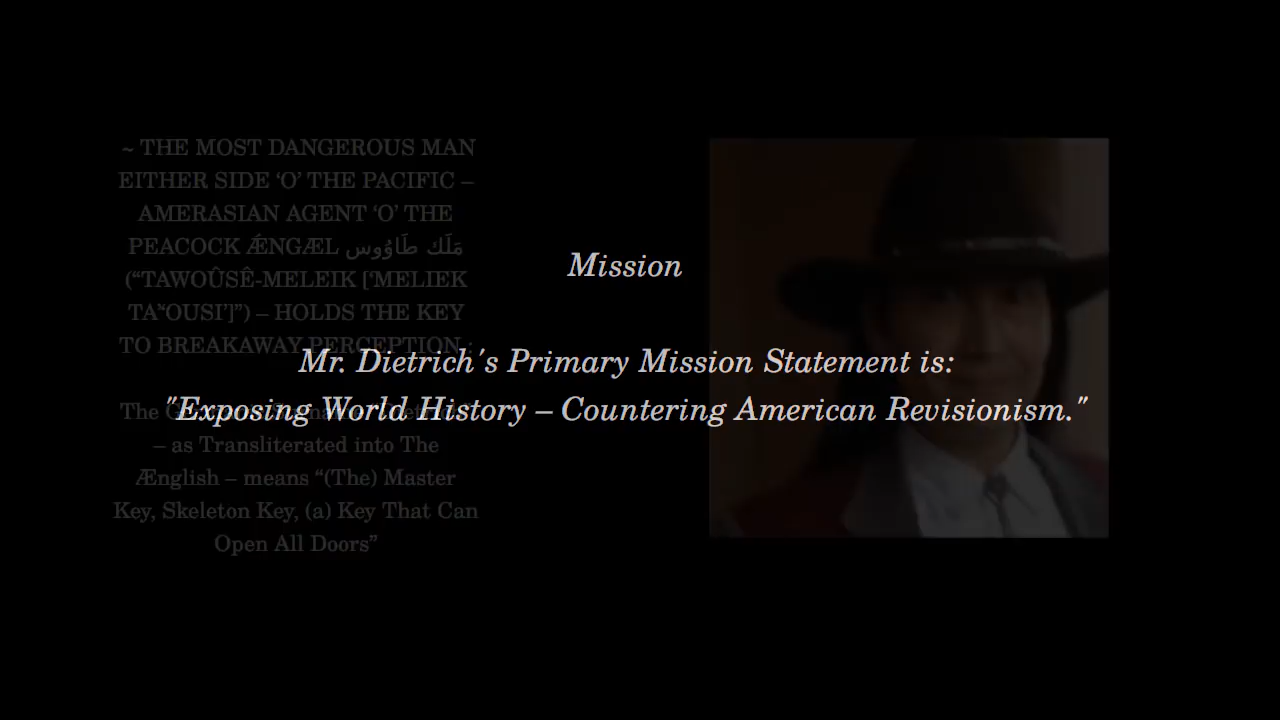 ~ THE MOST DANGEROUS MAN
EITHER SIDE ‘O’ THE PACIFIC –
AMERASIAN AGENT ‘O’ THE
PEACOCK ǢNGÆL مَلَك طَاوُوس
(“TAWOÛSÊ-MELEIK [‘MELIEK
TA‘‘OUSI’]”) – HOLDS THE KEY
TO BREAKAWAY PERCEPTION :
The
– as Transliterated into The
Ænglish – means “(The) Master
Key, Skeleton Key, (a) Key That Can
Open All Doors”
Mission
Mr. Dietrich's Primary Mission Statement is:
"Exposing World History – Countering American Revisionism."